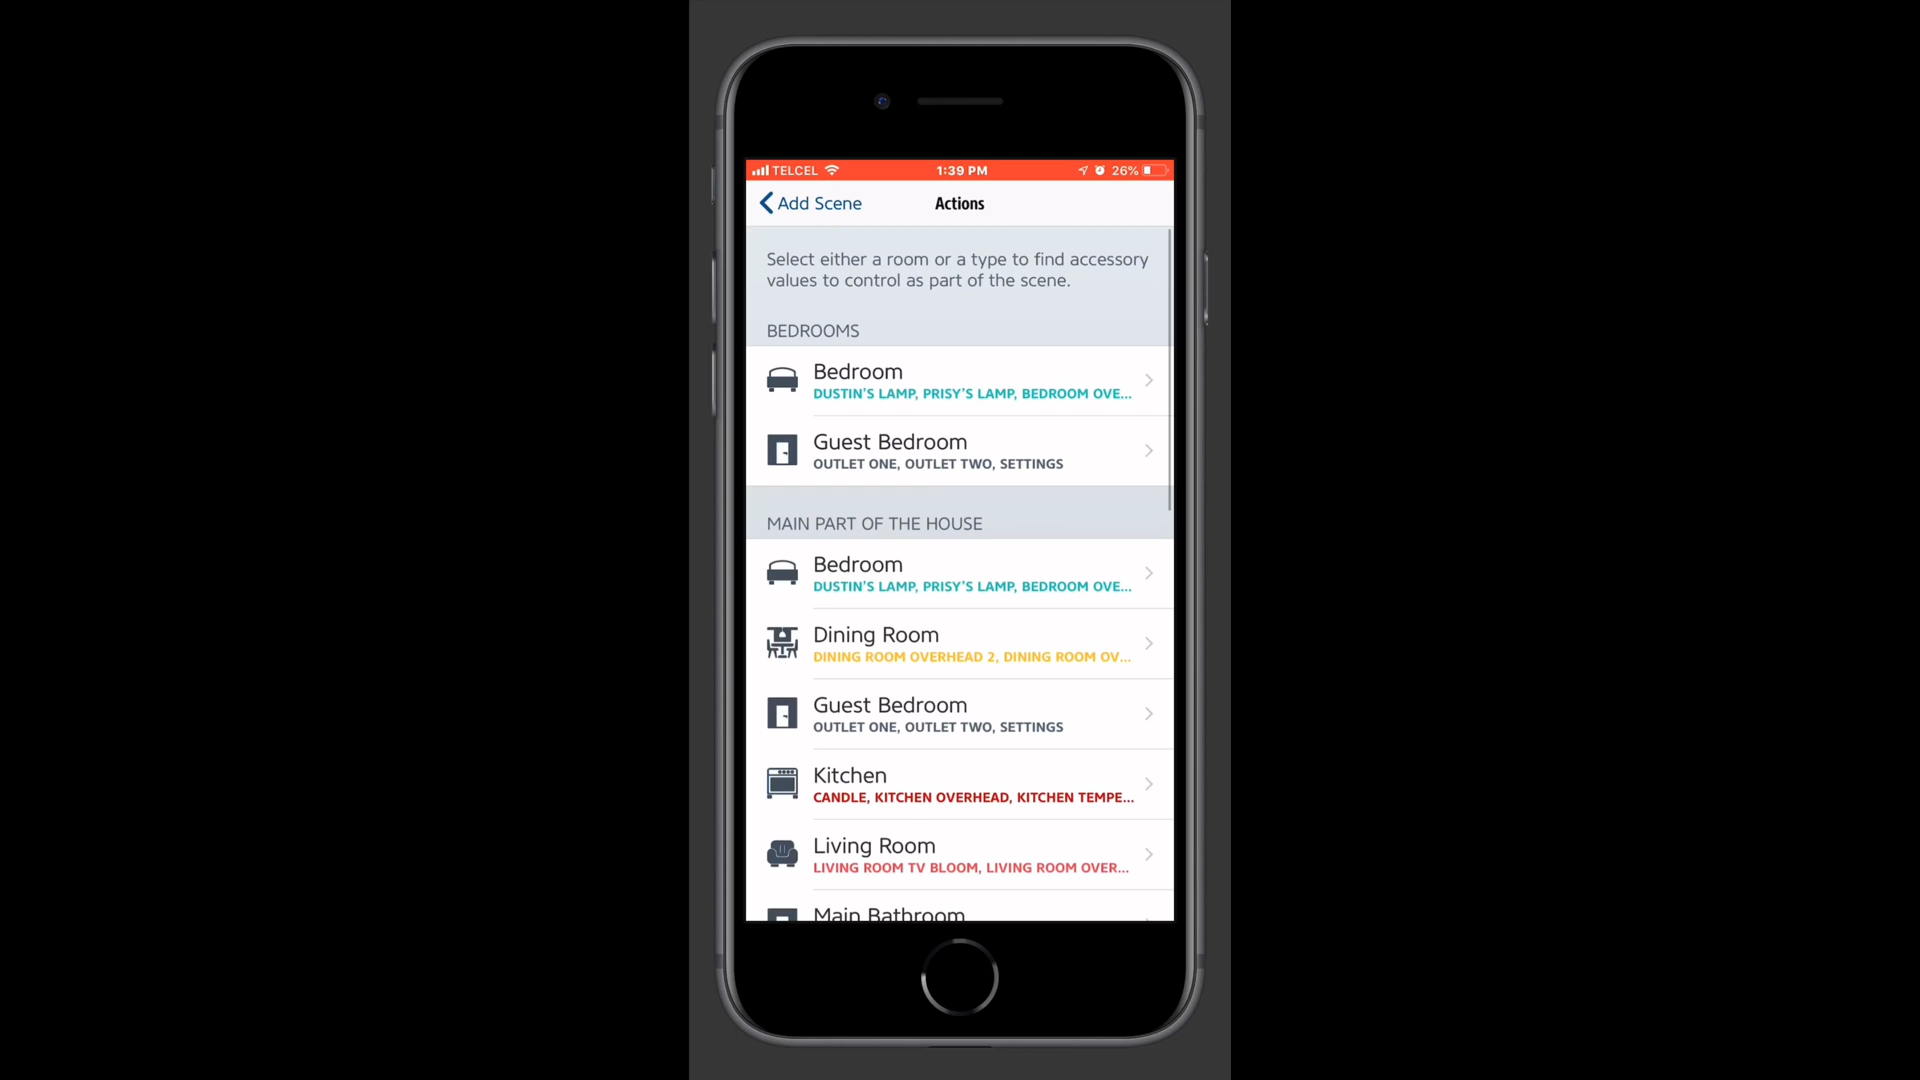 TELCEL 1:39 PM 26%
Add Scene Actions
Select either a room or a type to find accessory
values to control as part of the scene.
BEDROOMS
Bedroom
DUSTIN'S LAMP, PRISY'S LAMP, BEDROOM OVE...
Guest Bedroom
OUTLET ONE, OUTLET TWO, SETTINGS
MAIN PART OF THE HOUSE
Bedroom
DUSTIN'S LAMP, PRISY'S LAMP, BEDROOM OVE...
Dining Room
DINING ROOM OVERHEAD 2, DINING ROOM OV...
Guest Bedroom
OUTLET ONE, OUTLET TWO, SETTINGS
Kitchen
CANDLE, KITCHEN OVERHEAD, KITCHEN TEMPE...
Living Room
LIVING ROOM TV BLOOM, LIVING ROOM OVER...
Main Bathroom